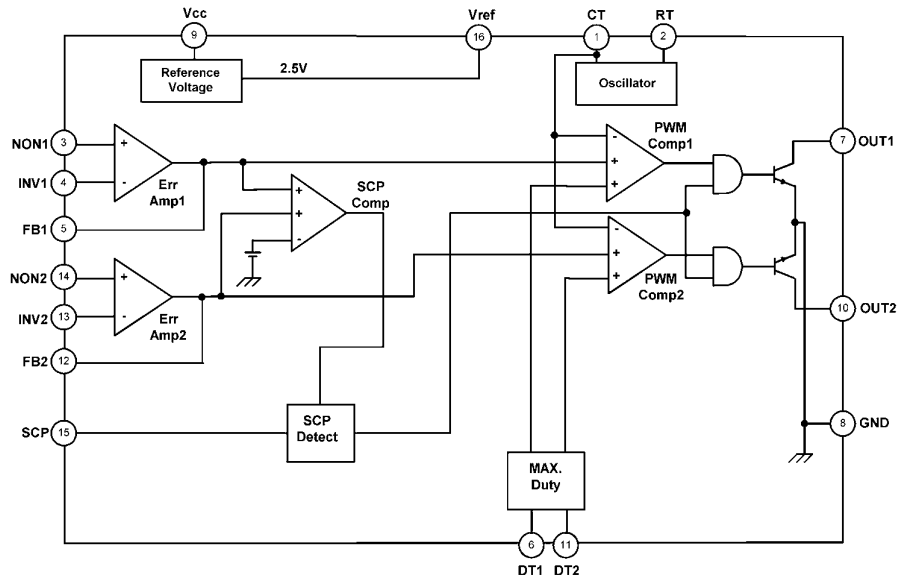 Vcc
Vref
CT
RT
9
16
1
2
Reference
Voltage
2.5V
Oscillator
NON1
3
+
INV1
4
-
Err
Amp1
FB1
5
SCP
Comp
+
+
-
PWM
Comp1
-
+
+
7
OUT1
NON2
14
+
INV2
13
-
Err
Amp2
FB2
12
-
+
+
PWM
Comp2
10
OUT2
SCP
15
SCP
Detect
8
GND
MAX.
Duty
6
11
DT1
DT2